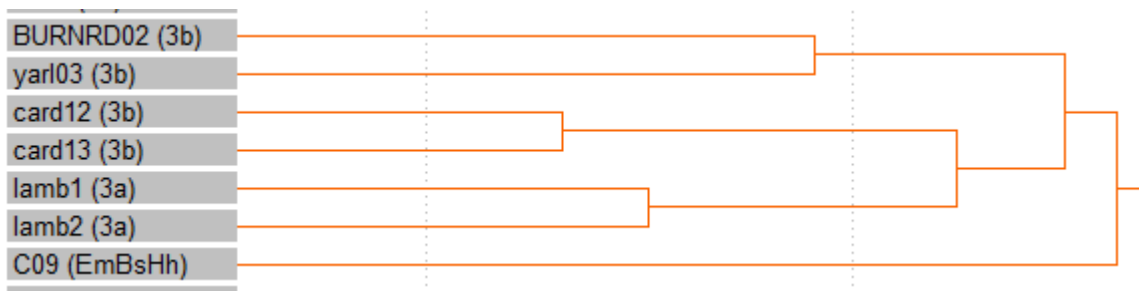 BURNRD02 (3b)
yarl03 (3b)
card12 (3b)
card13 (3b)
lamb1 (3a)
lamb2 (3a)
C09 (EmBsHh)